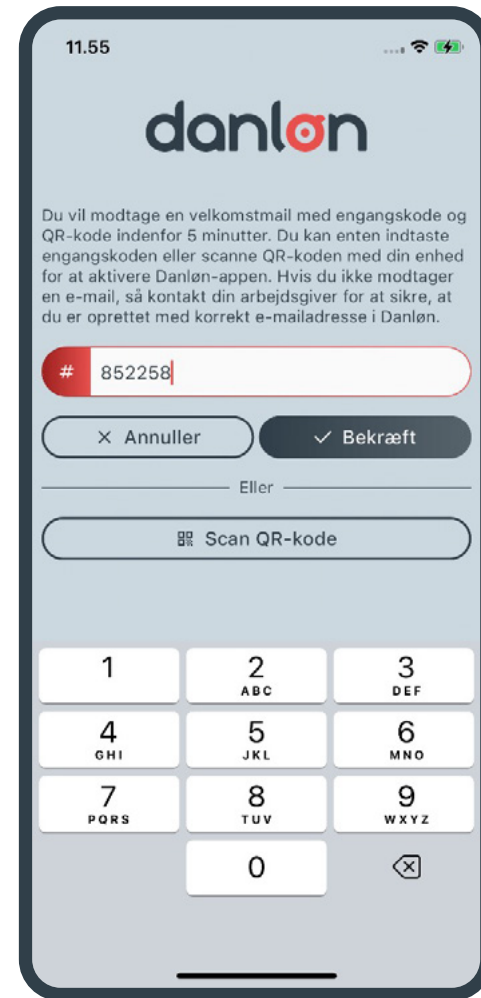 11.55
danløn
Du vil modtage en velkomstmail med engangskode og
QR-kode indenfor 5 minutter. Du kan enten indtaste
engangskoden eller scanne QR-koden med din enhed
for at aktivere Danløn-appen. Hvis du ikke modtager
en e-mail, så kontakt din arbejdsgiver for at sikre, at
du er oprettet med korrekt e-mailadresse i Danløn.
# 852258
Annuller Bekræft
Eller
Scan QR-kode
1 2 3
ABC DEF
4 5 6
GHI JKL MNO
7 8 9
PQRS TUV WXYZ
0